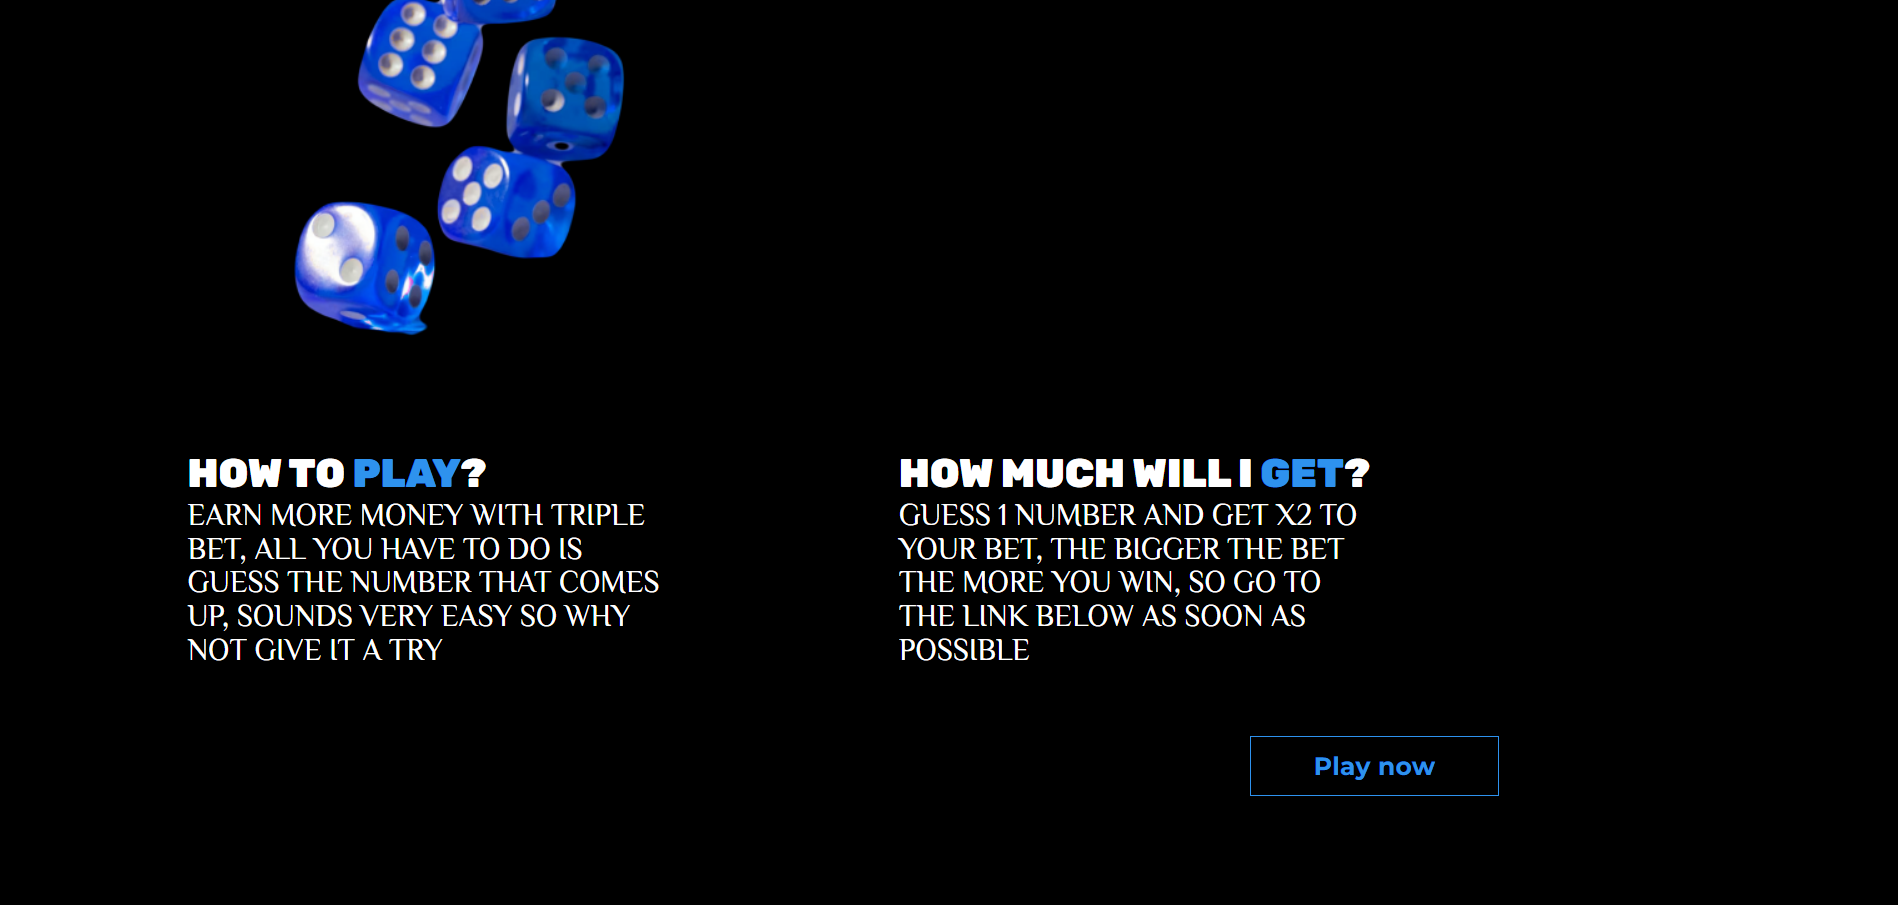 HOW TO PLAY?
EARN MORE MONEY WITH TRIPLE
BET, ALL YOU HAVE TO DO IS
GUESS THE NUMBER THAT COMES
UP, SOUNDS VERY EASY SO WHY
NOT GIVE IT A TRY
HOW MUCH WILL I GET?
GUESS 1 NUMBER AND GET X2 TO
YOUR BET, THE BIGGER THE BET
THE MORE YOU WIN, SO GO TO
THE LINK BELOW AS SOON AS
POSSIBLE
Play now